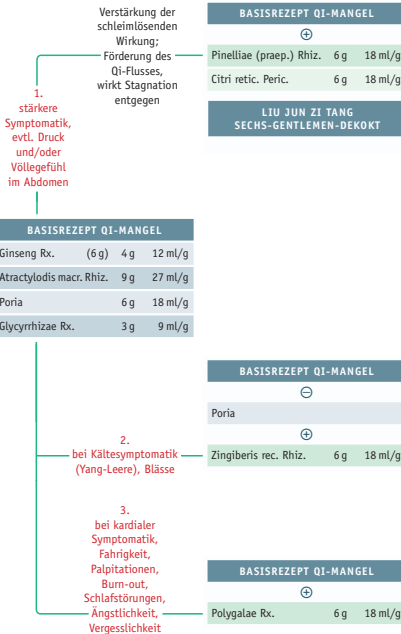 Verstärkung der
schleimlösenden
Wirkung;
Förderung des
Qi-Flusses,
wirkt Stagnation
entgegen
BASISREZEPT QI-MANGEL
⊕
Pinelliae (praep.) Rhiz. 6 g 18 ml/g
Citri retic. Peric. 6 g 18 ml/g
LIU JUN ZI TANG
SECHS-GENTLEMEN-DEKOKT
1.
stärkere
Symptomatik,
evtl. Druck
und/oder
Völlegefühl
im Abdomen
BASISREZEPT QI-MANGEL
Ginseng Rx. (6 g) 4 g 12 ml/g
Atractylodis macr. Rhiz. 9 g 27 ml/g
Poria 6 g 18 ml/g
Glycyrrhizae Rx. 3 g 9 ml/g
2.
bei Kältesymptomatik
(Yang-Leere), Blässe
BASISREZEPT QI-MANGEL
⊖
Poria
⊕
Zingiberis rec. Rhiz. 6 g 18 ml/g
3.
bei kardialer
Symptomatik,
Fahrigkeit,
Palpitationen,
Burn-out,
Schlafstörungen,
Ängstlichkeit,
Vergesslichkeit
BASISREZEPT QI-MANGEL
⊕
Polygalae Rx. 6 g 18 ml/g